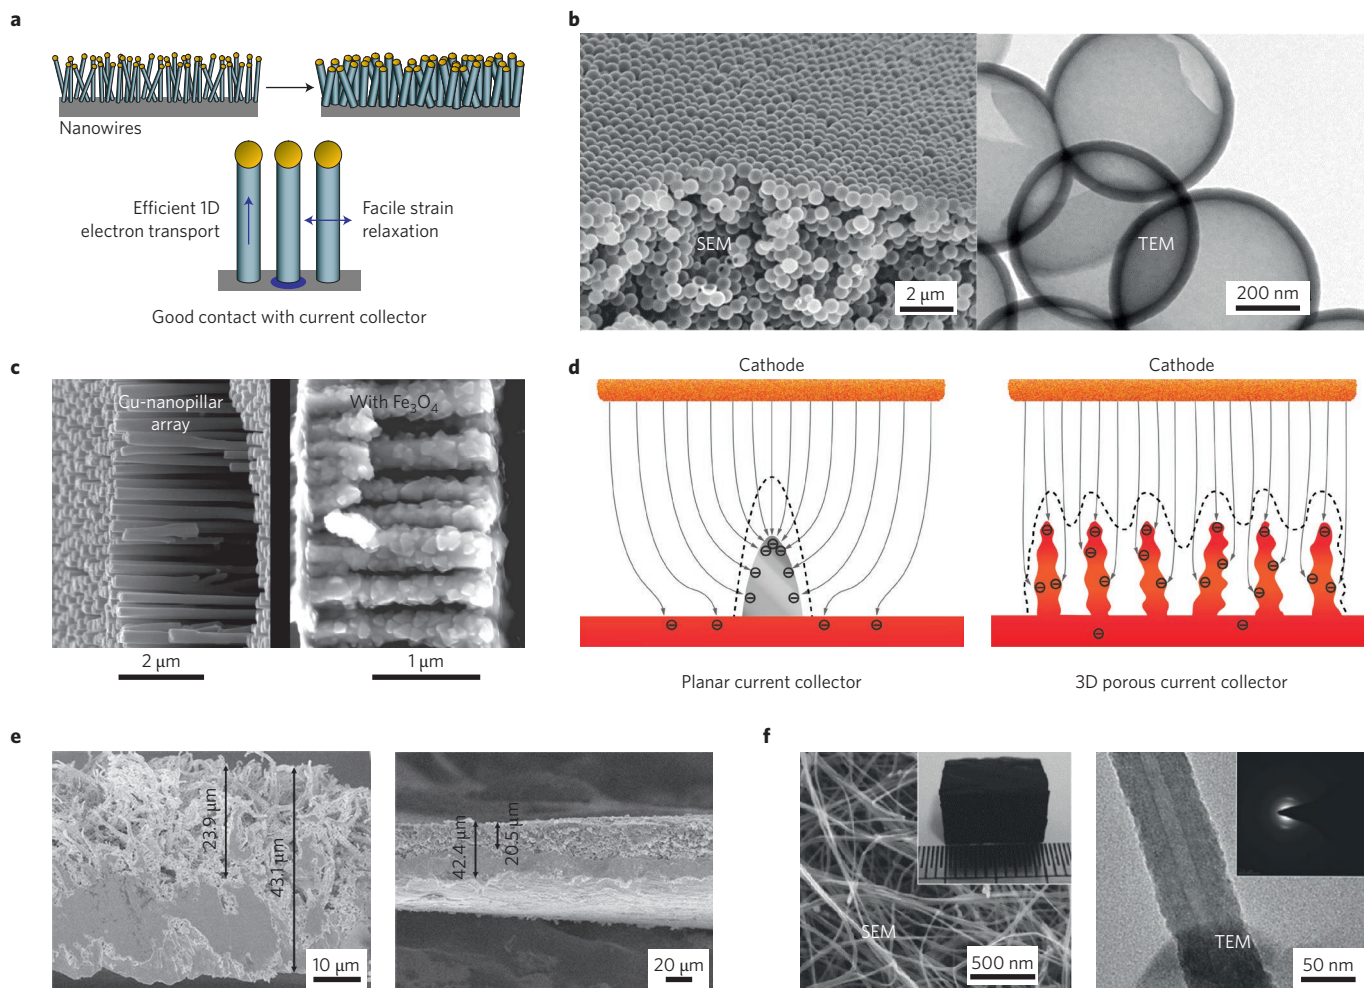 a
Nanowires
Efficient 1D
electron transport
Facile strain
relaxation
Good contact with current collector
b
SEM
2 µm
TEM
200 nm
c
Cu-nanopillar
array
With Fe₃O₄
2 µm
1 µm
d
Cathode
Planar current collector
Cathode
3D porous current collector
e
23.9 µm
43.1 µm
10 µm
42.4 µm
20.5 µm
20 µm
f
SEM
500 nm
TEM
50 nm